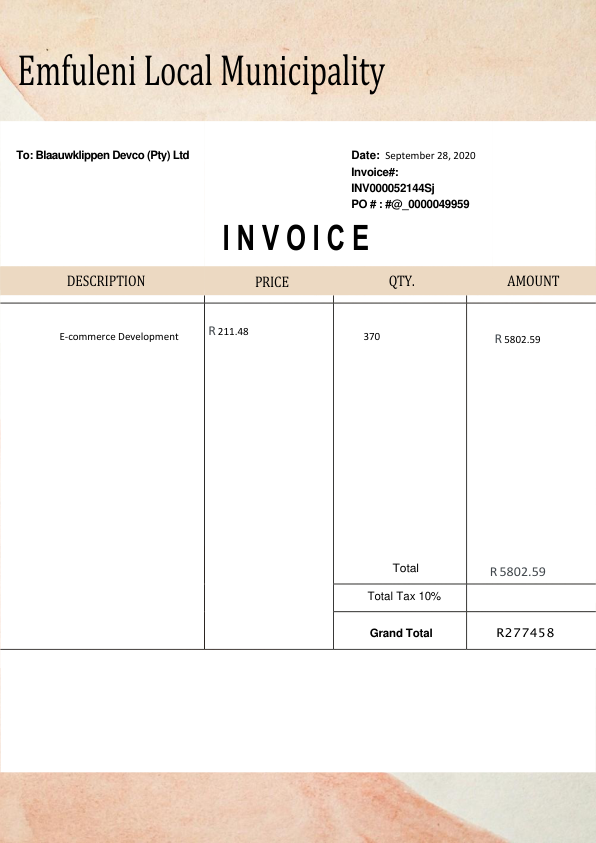 Emfuleni Local Municipality
To: Blaauwklippen Devco (Pty) Ltd
Date: September 28, 2020
Invoice#:
INV000052144Sj
PO # : #@_0000049959
INVOICE
DESCRIPTION PRICE QTY. AMOUNT
E-commerce Development R 211.48 370 R 5802.59
Total R 5802.59
Total Tax 10%
Grand Total R277458